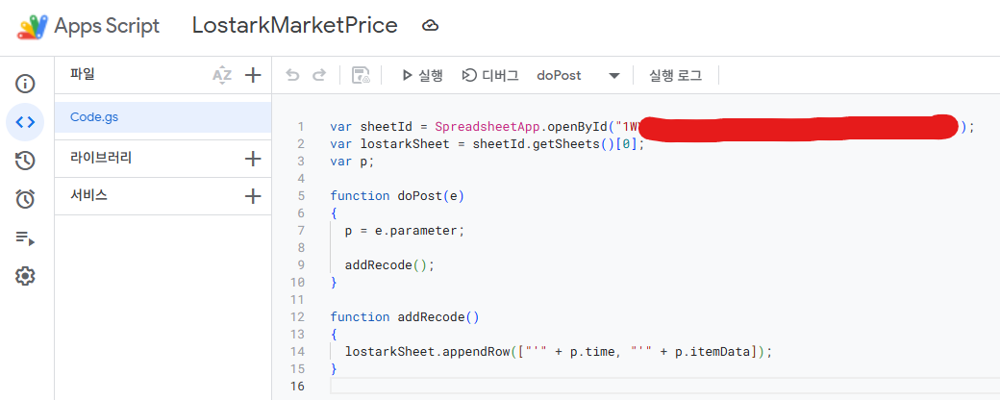 Apps Script LostarkMarketPrice
파일 AZ
실행 디버그 doPost 실행 로그
Code.gs
라이브러리
서비스
1 var sheetId = SpreadsheetApp.openById("1W );
2 var lostarkSheet = sheetId.getSheets()[0];
3 var p;
4
5 function doPost(e)
6 {
7 p = e.parameter;
8
9 addRecode();
10 }
11
12 function addRecode()
13 {
14 lostarkSheet.appendRow(["'" + p.time, "'" + p.itemData]);
15 }
16